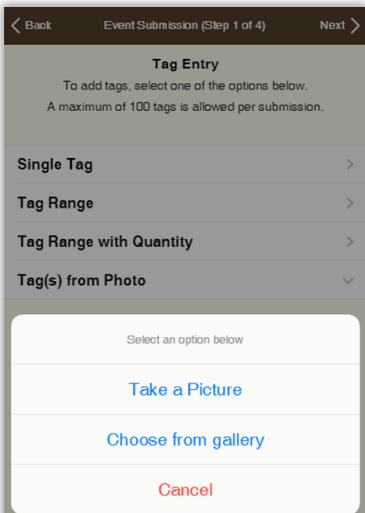 Back Event Submission (Step 1 of 4) Next
Tag Entry
To add tags, select one of the options below.
A maximum of 100 tags is allowed per submission.
Single Tag
Tag Range
Tag Range with Quantity
Tag(s) from Photo
Select an option below
Take a Picture
Choose from gallery
Cancel